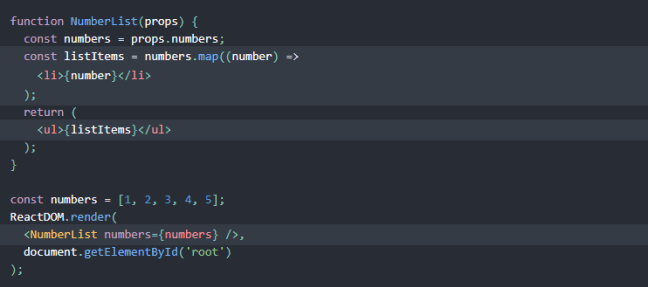 function NumberList(props) {
  const numbers = props.numbers;
  const listItems = numbers.map((number) =>
    <li>{number}</li>
  );
  return (
    <ul>{listItems}</ul>
  );
}

const numbers = [1, 2, 3, 4, 5];
ReactDOM.render(
  <NumberList numbers={numbers} />,
  document.getElementById('root')
);